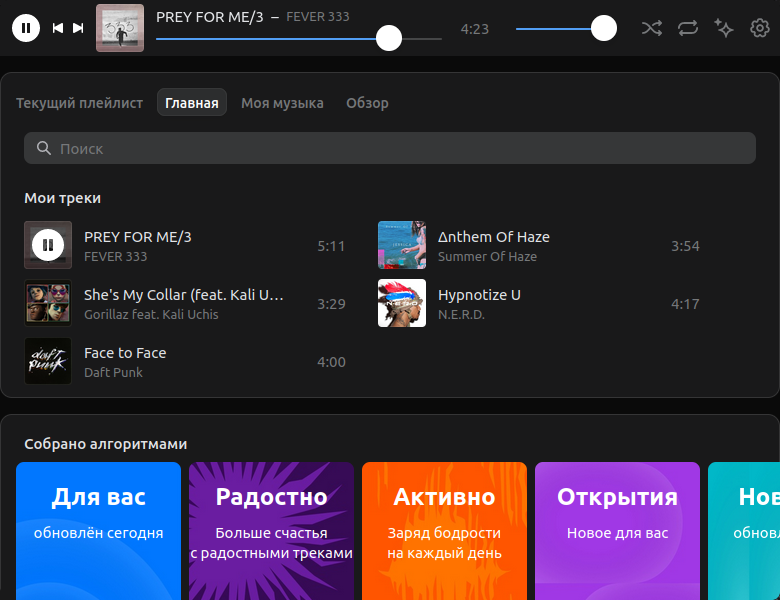 PREY FOR ME/3 – FEVER 333
4:23
Текущий плейлист Главная Моя музыка Обзор
Поиск
Мои треки
PREY FOR ME/3
FEVER 333
5:11
Δnthem Of Haze
Summer Of Haze
3:54
She's My Collar (feat. Kali U...
Gorillaz feat. Kali Uchis
3:29
Hypnotize U
N.E.R.D.
4:17
Face to Face
Daft Punk
4:00
Собрано алгоритмами
Для вас
обновлён сегодня
Радостно
Больше счастья
с радостными треками
Активно
Заряд бодрости
на каждый день
Открытия
Новое для вас
Нов
обновл